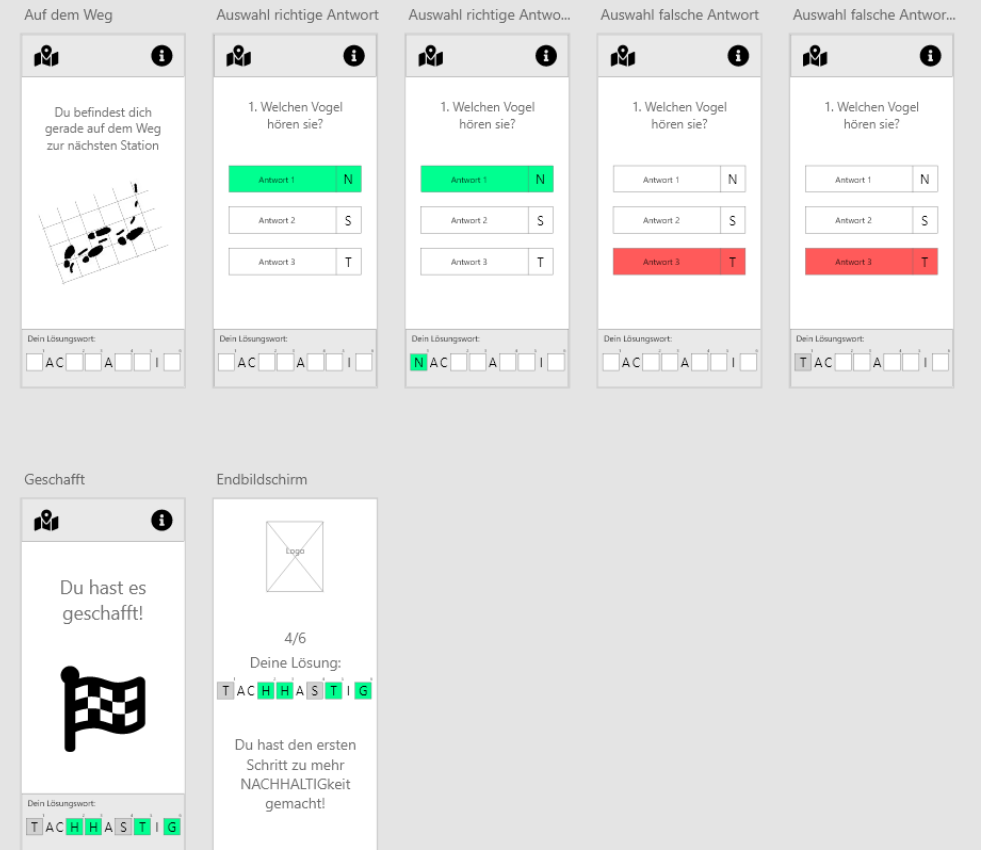 Auf dem Weg
Auswahl richtige Antwort
Auswahl richtige Antwo...
Auswahl falsche Antwort
Auswahl falsche Antwor...
Du befindest dich
gerade auf dem Weg
zur nächsten Station
Dein Lösungswort:
AC A I
1. Welchen Vogel
hören sie?
Antwort 1 N
Antwort 2 S
Antwort 3 T
Dein Lösungswort:
AC A I
1. Welchen Vogel
hören sie?
Antwort 1 N
Antwort 2 S
Antwort 3 T
Dein Lösungswort:
N AC A I
1. Welchen Vogel
hören sie?
Antwort 1 N
Antwort 2 S
Antwort 3 T
Dein Lösungswort:
AC A I
1. Welchen Vogel
hören sie?
Antwort 1 N
Antwort 2 S
Antwort 3 T
Dein Lösungswort:
T AC A I
Geschafft
Endbildschirm
Du hast es
geschafft!
Dein Lösungswort:
T AC H H A S T I G
Logo
4/6
Deine Lösung:
T AC H H A S T I G
Du hast den ersten
Schritt zu mehr
NACHHALTIGkeit
gemacht!